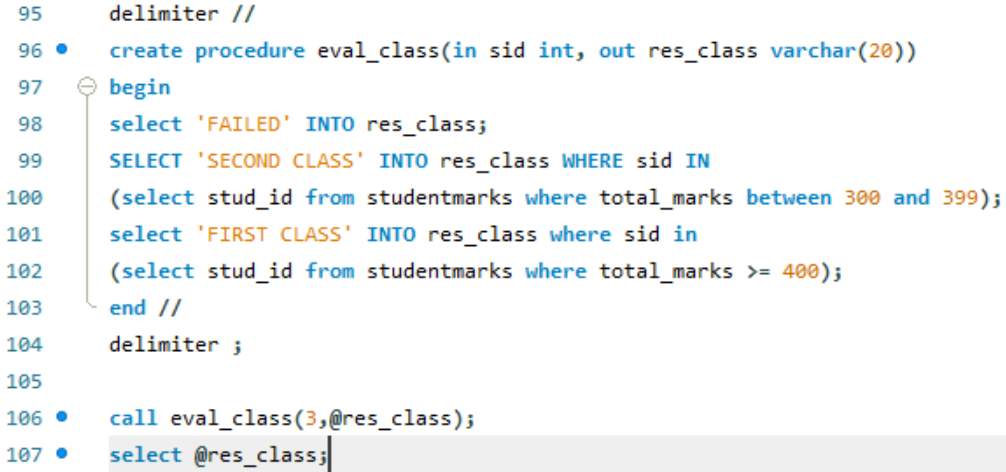 95 delimiter //
96 create procedure eval_class(in sid int, out res_class varchar(20))
97 begin
98 select 'FAILED' INTO res_class;
99 SELECT 'SECOND CLASS' INTO res_class WHERE sid IN
100 (select stud_id from studentmarks where total_marks between 300 and 399);
101 select 'FIRST CLASS' INTO res_class where sid in
102 (select stud_id from studentmarks where total_marks >= 400);
103 end //
104 delimiter ;
105
106 call eval_class(3,@res_class);
107 select @res_class;